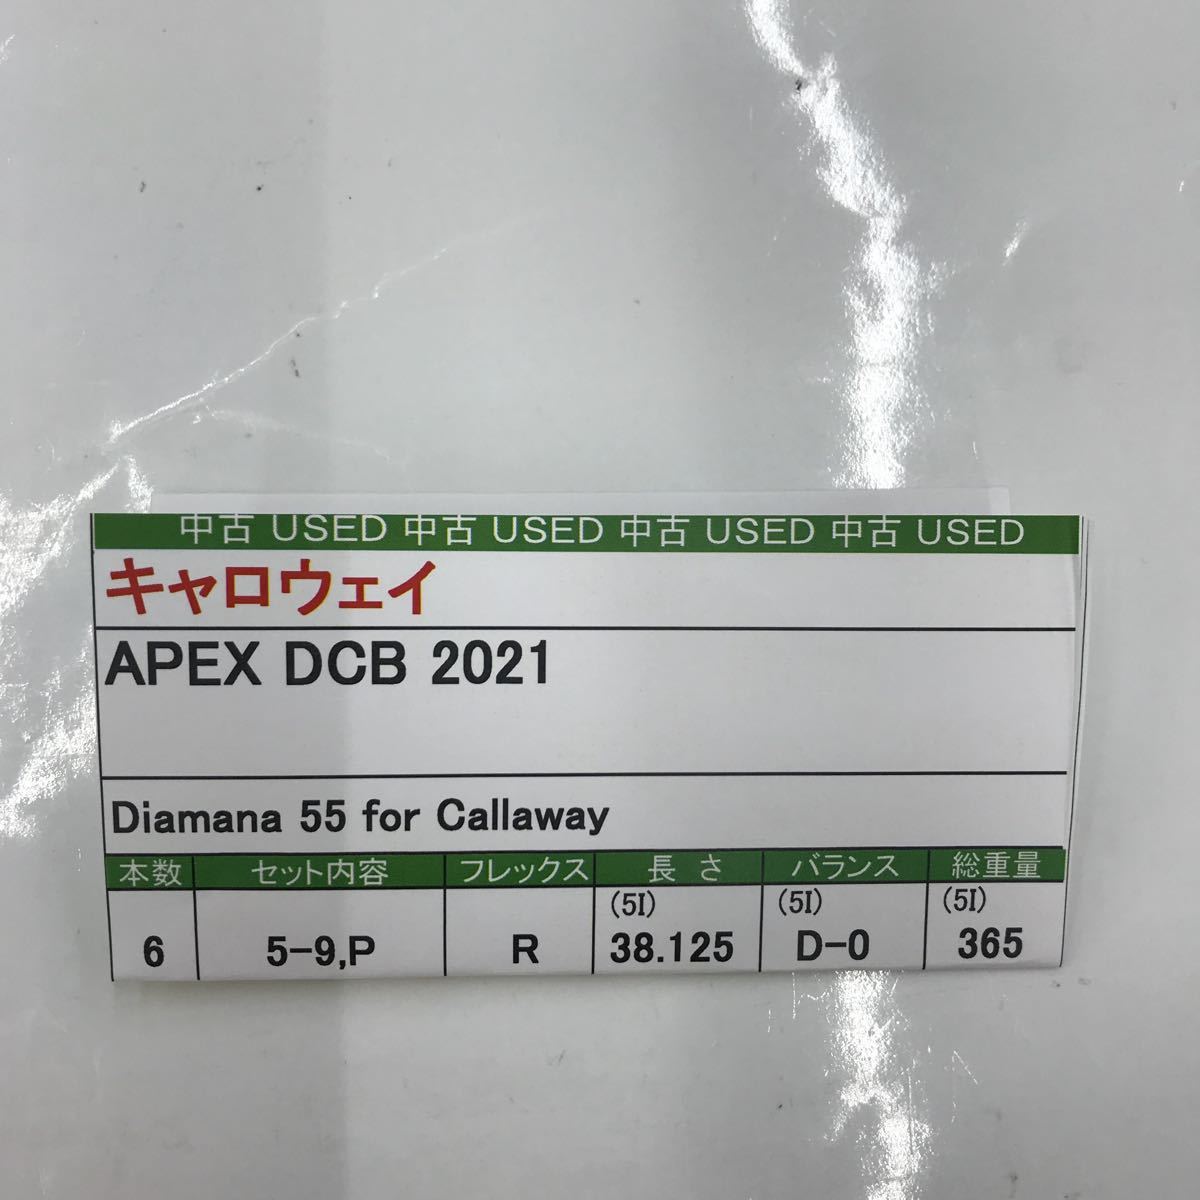 中古 USED 中古 USED 中古 USED 中古 USED
キャロウェイ
APEX DCB 2021
Diamana 55 for Callaway
本数 セット内容 フレックス 長さ バランス 総重量
(5I) (5I) (5I)
6 5-9,P R 38.125 D-0 365